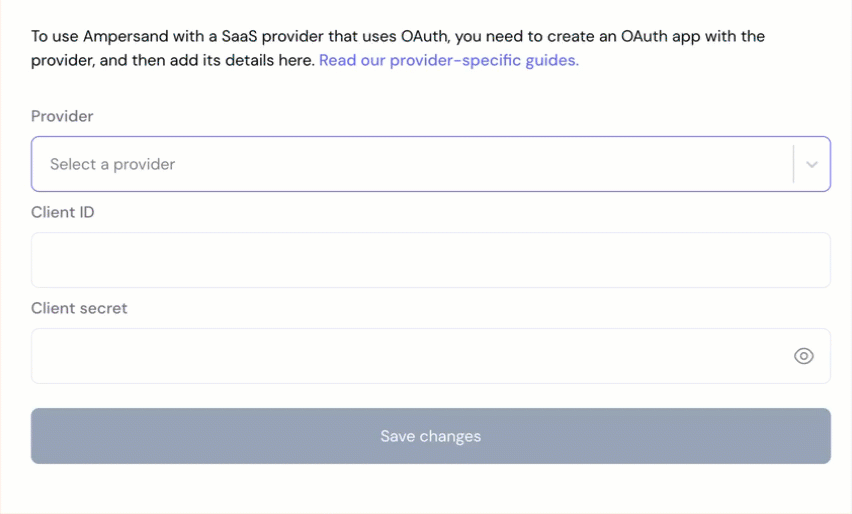 To use Ampersand with a SaaS provider that uses OAuth, you need to create an OAuth app with the
provider, and then add its details here. Read our provider-specific guides.
Provider
Select a provider
Client ID
Client secret
Save changes